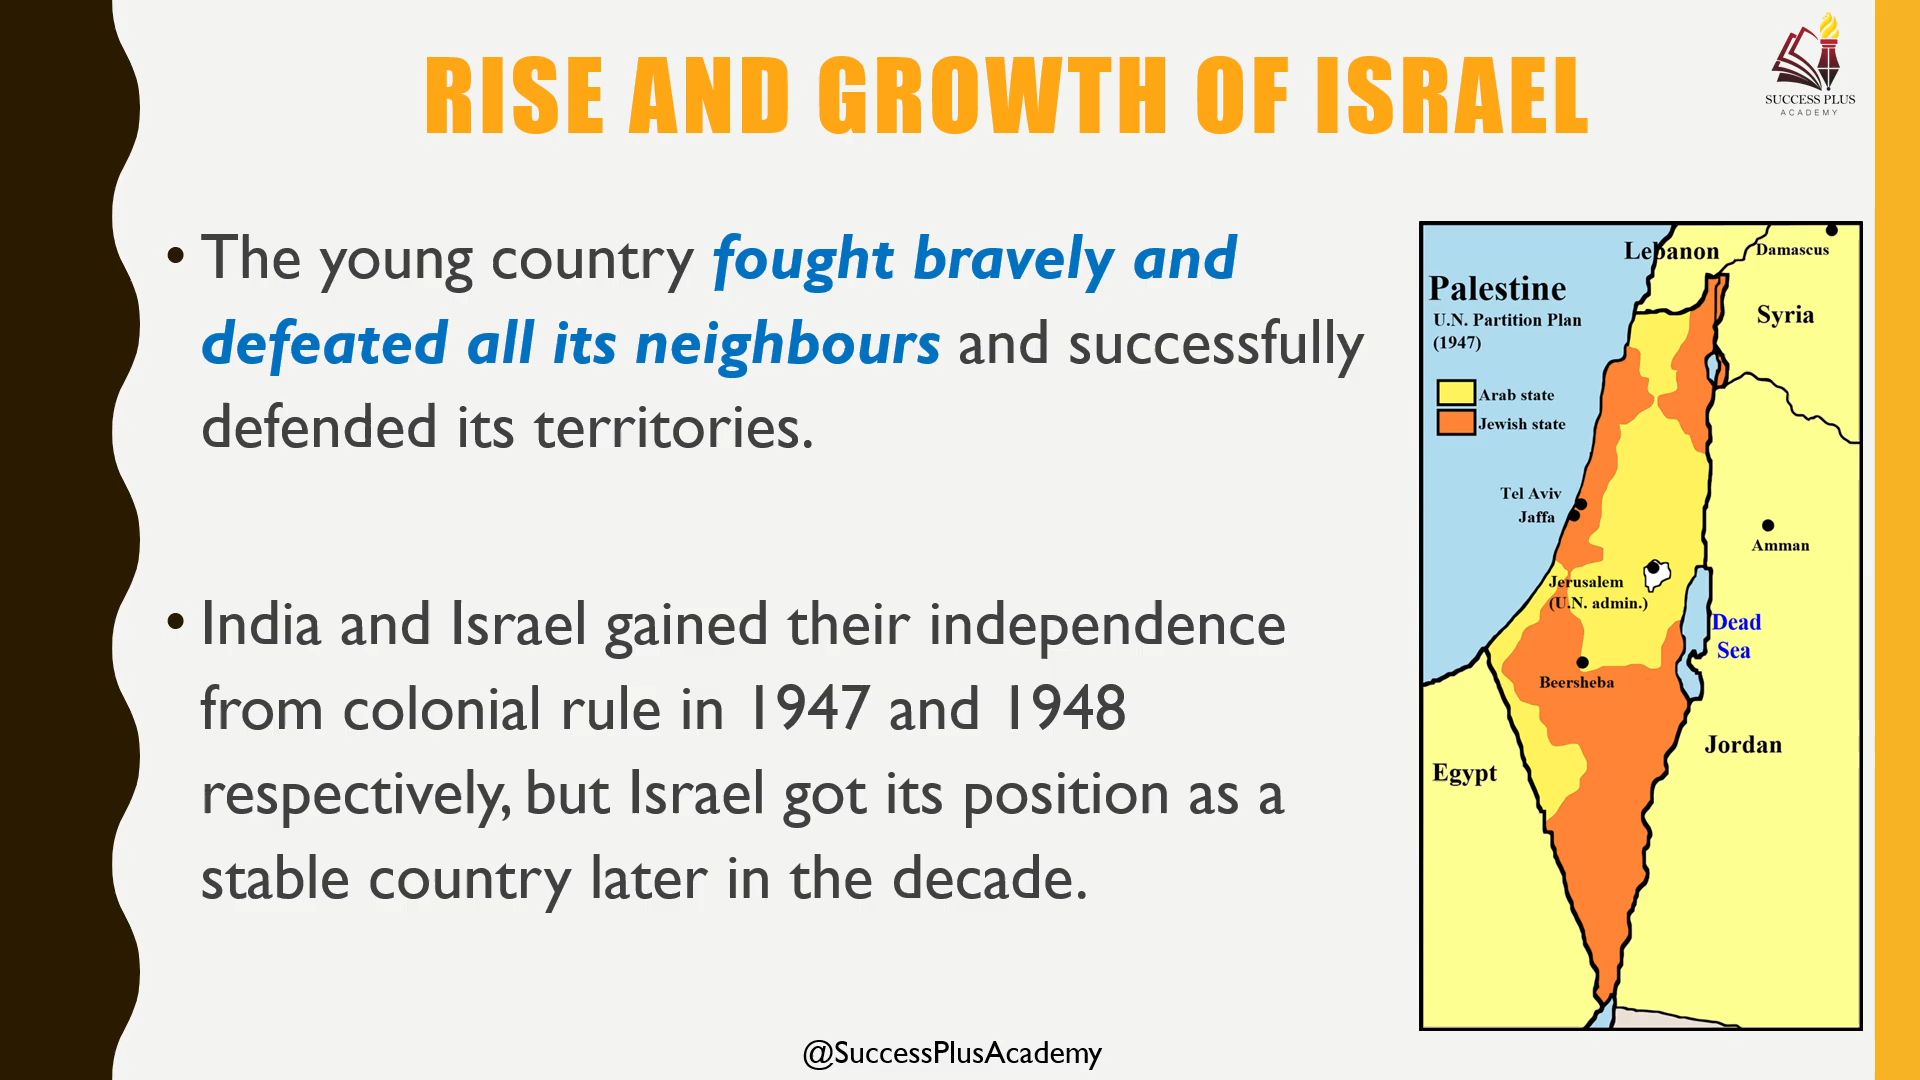 RISE AND GROWTH OF ISRAEL
SUCCESS PLUS
ACADEMY
• The young country fought bravely and
defeated all its neighbours and successfully
defended its territories.
• India and Israel gained their independence
from colonial rule in 1947 and 1948
respectively, but Israel got its position as a
stable country later in the decade.
Lebanon
Damascus
Palestine
U.N. Partition Plan
(1947)
Syria
Arab state
Jewish state
Tel Aviv
Jaffa
Amman
Jerusalem
(U.N. admin.)
Dead
Sea
Beersheba
Jordan
Egypt
@SuccessPlusAcademy